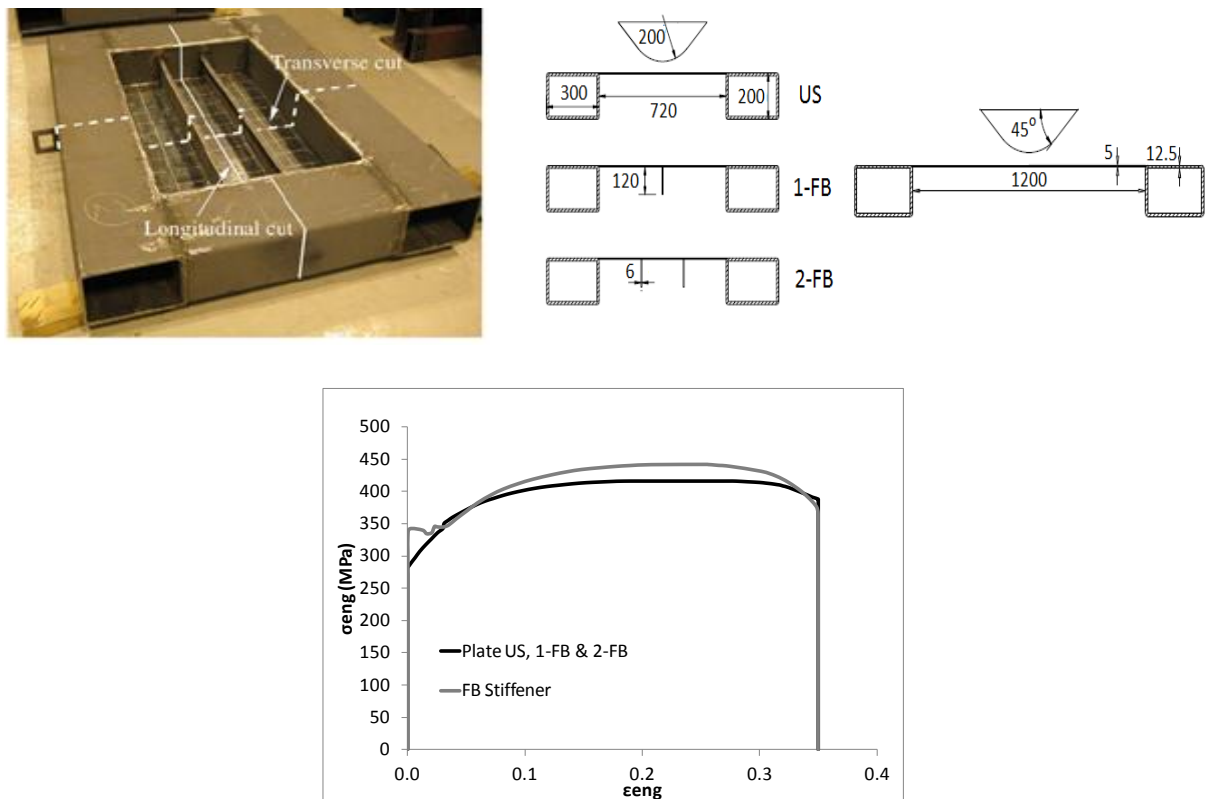 Transverse cut
Longitudinal cut
200
300
720
200
US
120
1-FB
6
2-FB
45°
5
12.5
1200
500
450
400
350
300
250
200
150
100
50
0
σeng (MPa)
Plate US, 1-FB & 2-FB
FB Stiffener
0.0
0.1
0.2
0.3
0.4
εeng